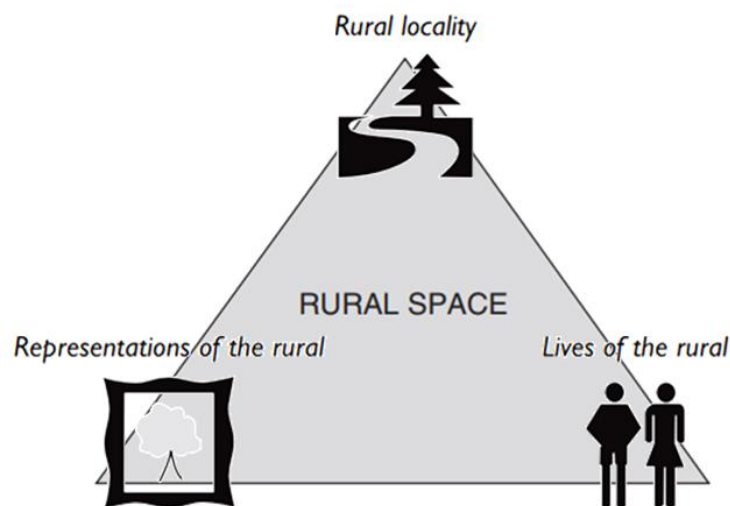 Rural locality
RURAL SPACE
Representations of the rural
Lives of the rural